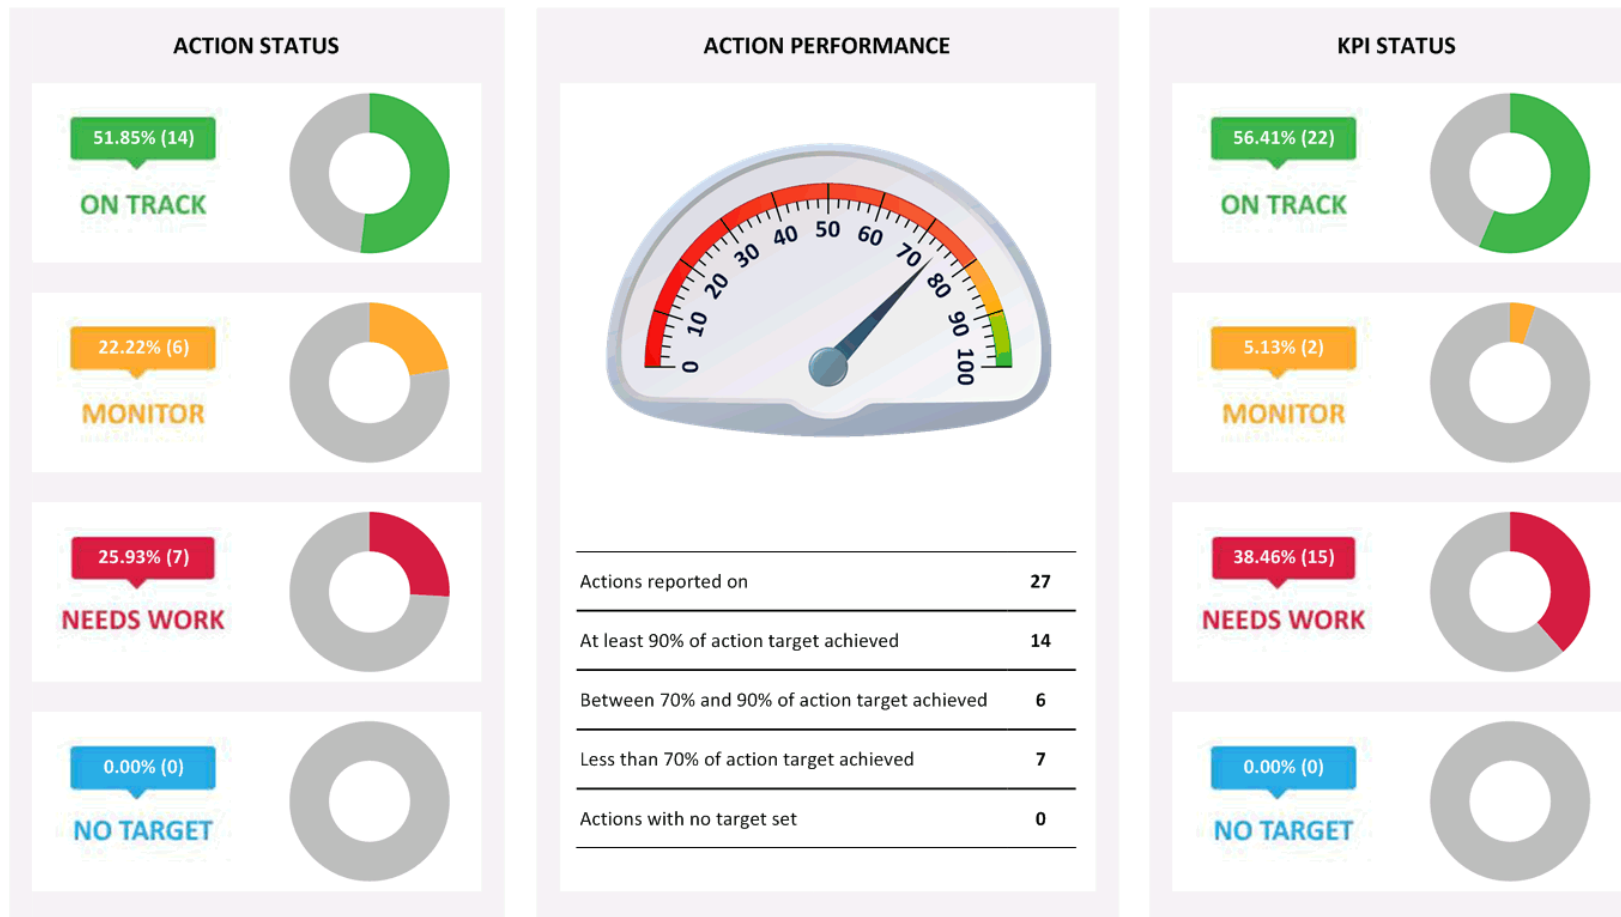 ACTION STATUS
51.85% (14)
ON TRACK
22.22% (6)
MONITOR
25.93% (7)
NEEDS WORK
0.00% (0)
NO TARGET
ACTION PERFORMANCE
0 10 20 30 40 50 60 70 80 90 100
Actions reported on 27
At least 90% of action target achieved 14
Between 70% and 90% of action target achieved 6
Less than 70% of action target achieved 7
Actions with no target set 0
KPI STATUS
56.41% (22)
ON TRACK
5.13% (2)
MONITOR
38.46% (15)
NEEDS WORK
0.00% (0)
NO TARGET